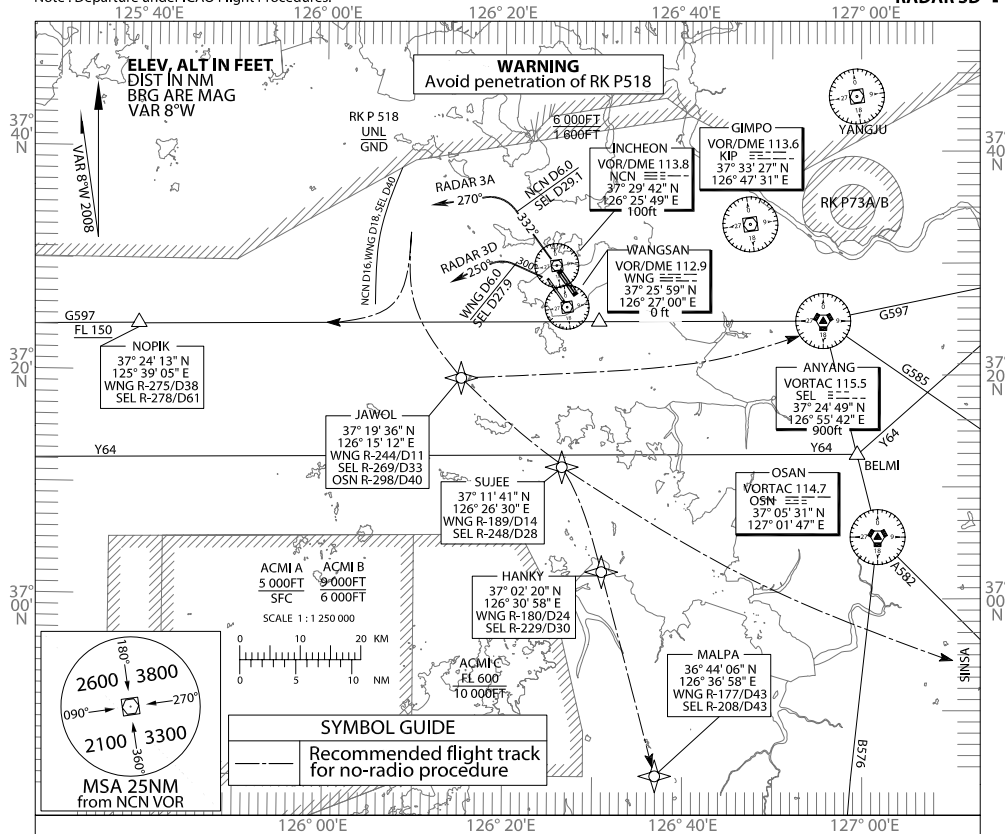 Note : Departure under ICAO Flight Procedures.
RADAR 3D
125° 40'E
126° 00'E
126° 20'E
126° 40'E
127° 00'E
ELEV, ALT IN FEET
DIST IN NM
BRG ARE MAG
VAR 8°W
WARNING
Avoid penetration of RK P518
37°
40'
N
37°
40'
N
VAR 8°W 2008
RK P 518
UNL
GND
6 000FT
1 600FT
YANGJU
GIMPO
VOR/DME 113.6
KIP
37° 33' 27" N
126° 47' 31" E
INCHEON
VOR/DME 113.8
NCN
37° 29' 42" N
126° 25' 49" E
100ft
RK P73A/B
RADAR 3A
270°
NCN D6.0
SEL D29.1
332°
NCN D16,WNG D18, SEL D40
RADAR 3D
250°
300°
WNG D6.0
SEL D27.9
WANGSAN
VOR/DME 112.9
WNG
37° 25' 59" N
126° 27' 00" E
0 ft
G597
FL 150
G597
NOPIK
37° 24' 13" N
125° 39' 05" E
WNG R-275/D38
SEL R-278/D61
37°
20'
N
37°
20'
N
ANYANG
VORTAC 115.5
SEL
37° 24' 49" N
126° 55' 42" E
900ft
G585
Y64
JAWOL
37° 19' 36" N
126° 15' 12" E
WNG R-244/D11
SEL R-269/D33
OSN R-298/D40
Y64
Y64
BELMI
SUJEE
37° 11' 41" N
126° 26' 30" E
WNG R-189/D14
SEL R-248/D28
OSAN
VORTAC 114.7
OSN
37° 05' 31" N
127° 01' 47" E
A582
ACMI A
5 000FT
SFC
ACMI B
9 000FT
6 000FT
HANKY
37° 02' 20" N
126° 30' 58" E
WNG R-180/D24
SEL R-229/D30
37°
00'
N
37°
00'
N
SCALE 1 : 1 250 000
0 10 20 KM
0 5 10 NM
ACMI C
FL 600
10 000FT
MALPA
36° 44' 06" N
126° 36' 58" E
WNG R-177/D43
SEL R-208/D43
SINSA
B576
180°
2600 3800
090° 270°
2100 3300
360°
MSA 25NM
from NCN VOR
SYMBOL GUIDE
Recommended flight track
for no-radio procedure
126° 00'E
126° 20'E
126° 40'E
127° 00'E